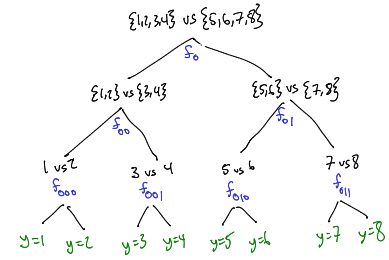 {1,2,3,4} vs {5,6,7,8}
f₀
{1,2} vs {3,4} {5,6} vs {7,8}
f₀₀ f₀₁
1 vs 2 3 vs 4 5 vs 6 7 vs 8
f₀₀₀ f₀₀₁ f₀₁₀ f₀₁₁
y=1 y=2 y=3 y=4 y=5 y=6 y=7 y=8